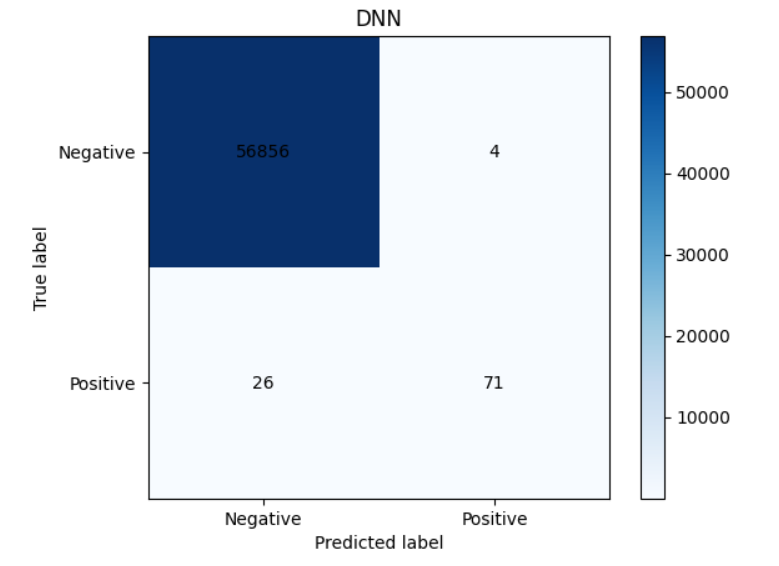 DNN
True label
Negative
56856
4
50000
40000
30000
20000
10000
Positive
26
71
Negative
Positive
Predicted label